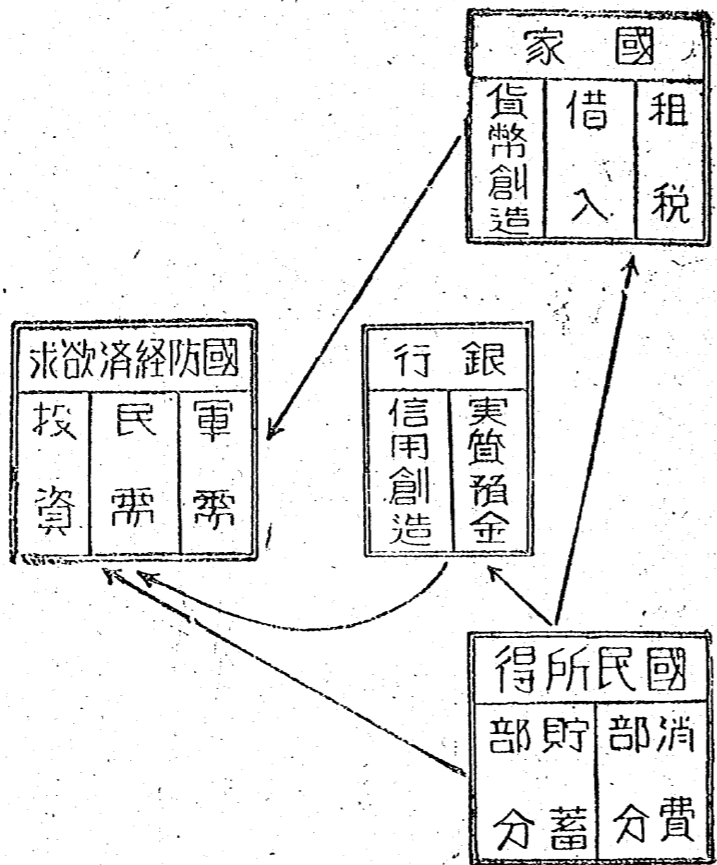 家國
租税
借入
貨幣創造
求欲済経防國
軍需
民需
投資
行銀
実質預金
信用創造
得所民國
消費部分
貯蓄部分